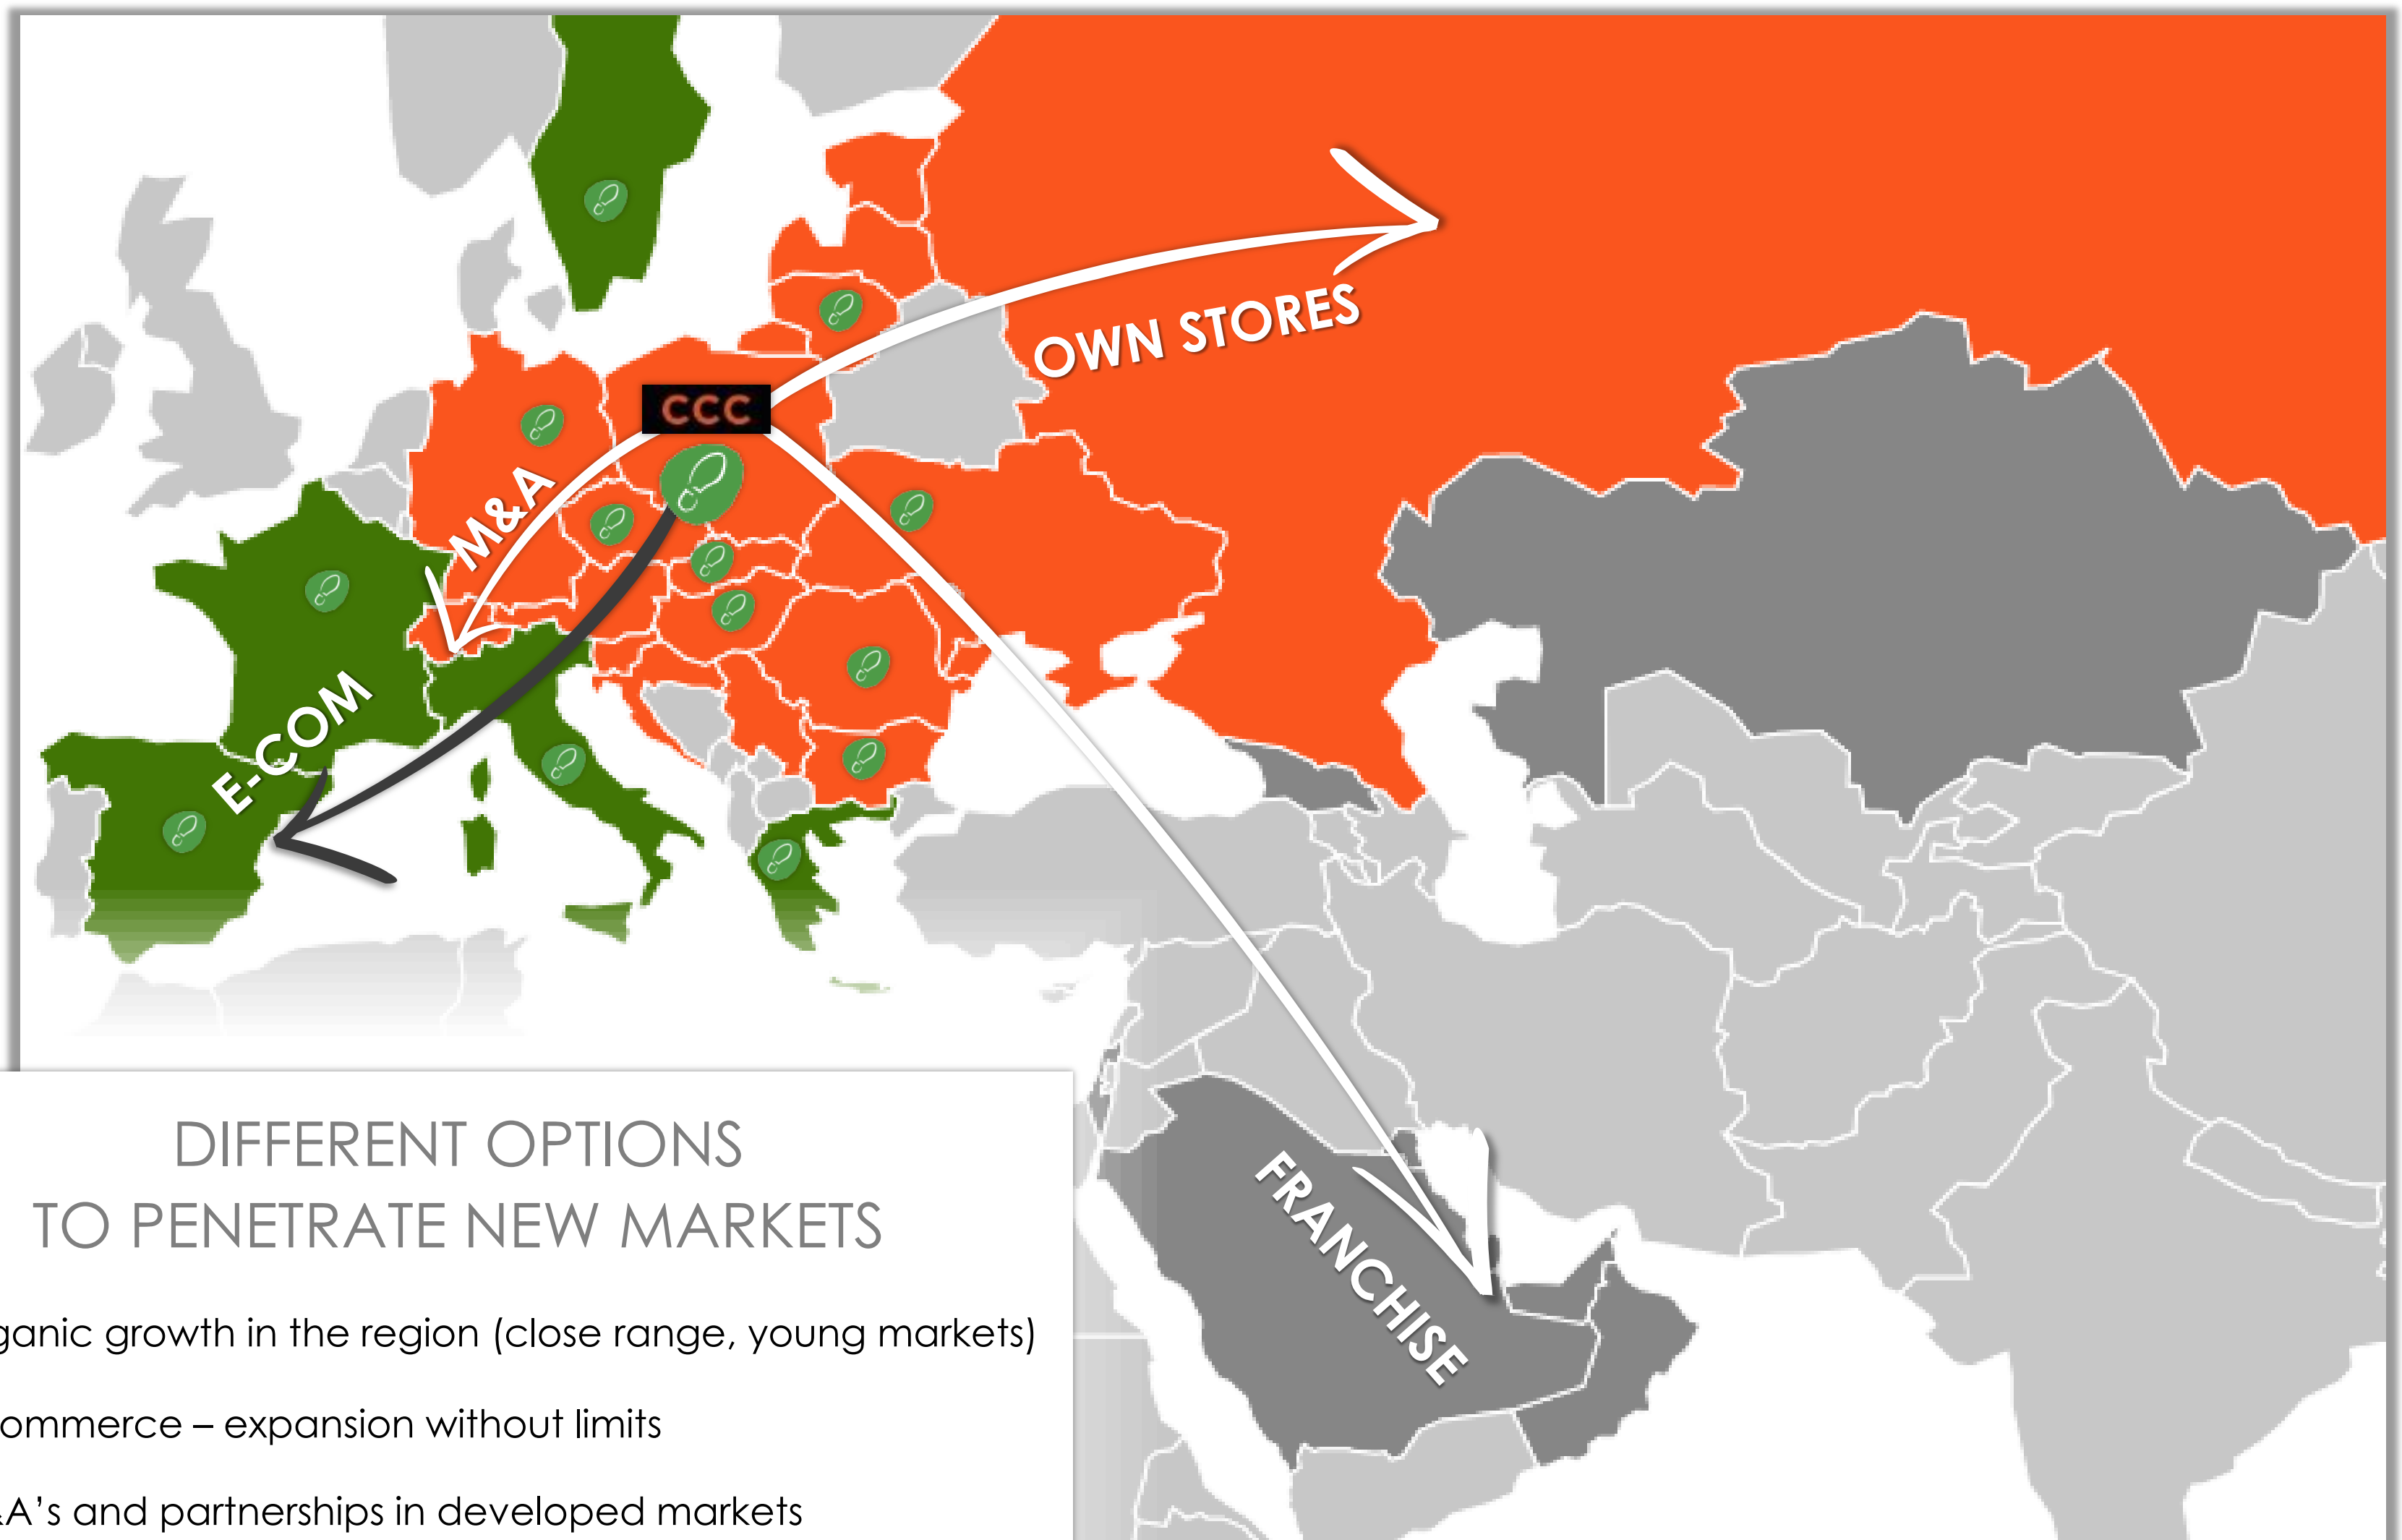 OWN STORES
CCC
M&A
E-COM
FRANCHISE
DIFFERENT OPTIONS
TO PENETRATE NEW MARKETS
ganic growth in the region (close range, young markets)
ommerce – expansion without limits
A's and partnerships in developed markets